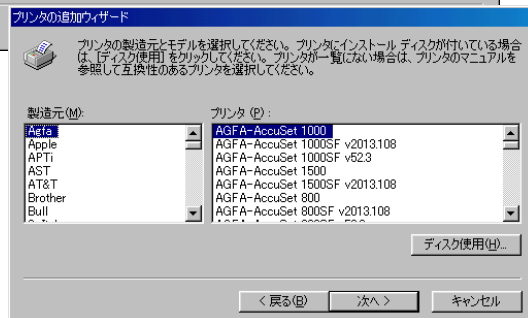 プリンタの追加ウィザード
プリンタの製造元とモデルを選択してください。プリンタにインストール ディスクが付いている場合
は、[ディスク使用] をクリックしてください。プリンタが一覧にない場合は、プリンタのマニュアルを
参照して互換性のあるプリンタを選択してください。
製造元(M):
プリンタ (P):
Agfa
Apple
APTi
AST
AT&T
Brother
Bull
AGFA-AccuSet 1000
AGFA-AccuSet 1000SF v2013.108
AGFA-AccuSet 1000SF v52.3
AGFA-AccuSet 1500
AGFA-AccuSet 1500SF v2013.108
AGFA-AccuSet 800
AGFA-AccuSet 800SF v2013.108
ディスク使用(H)...
< 戻る(B)
次へ >
キャンセル